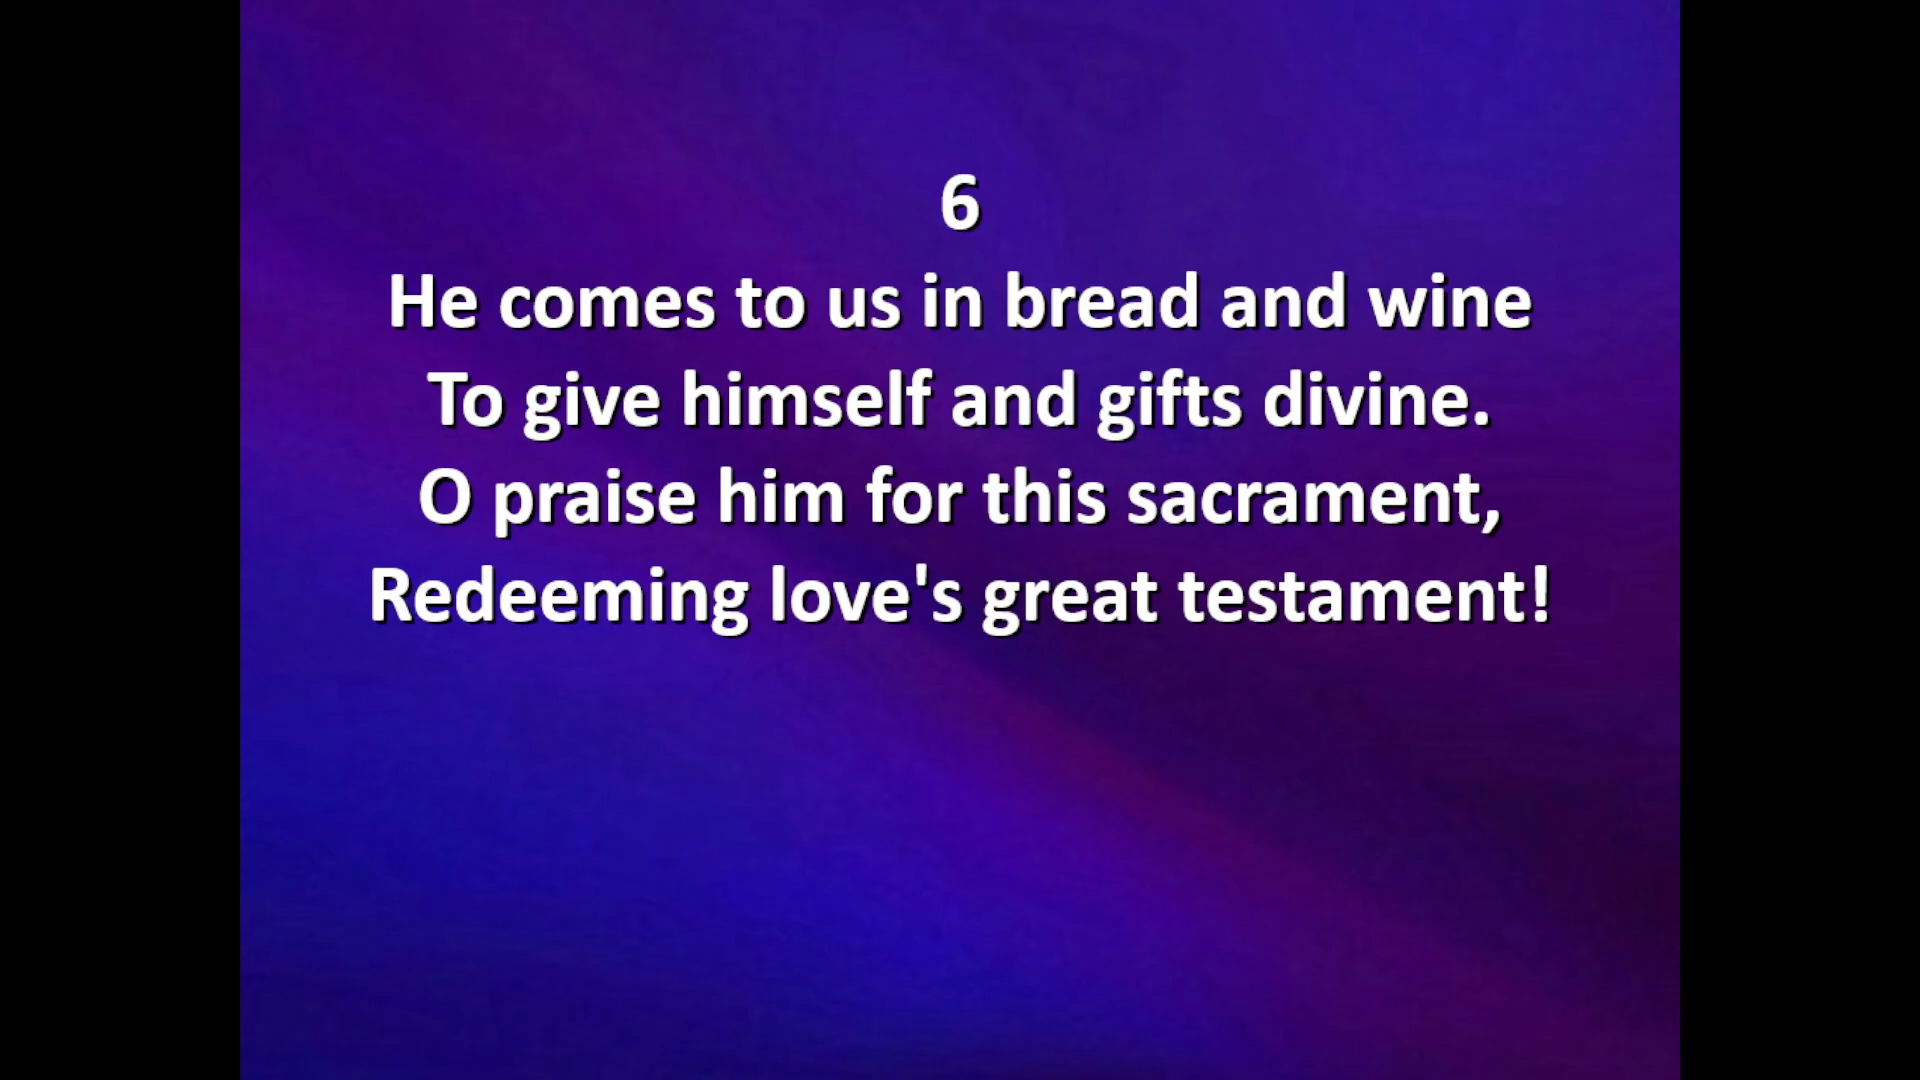 6
He comes to us in bread and wine
To give himself and gifts divine.
O praise him for this sacrament,
Redeeming love's great testament!